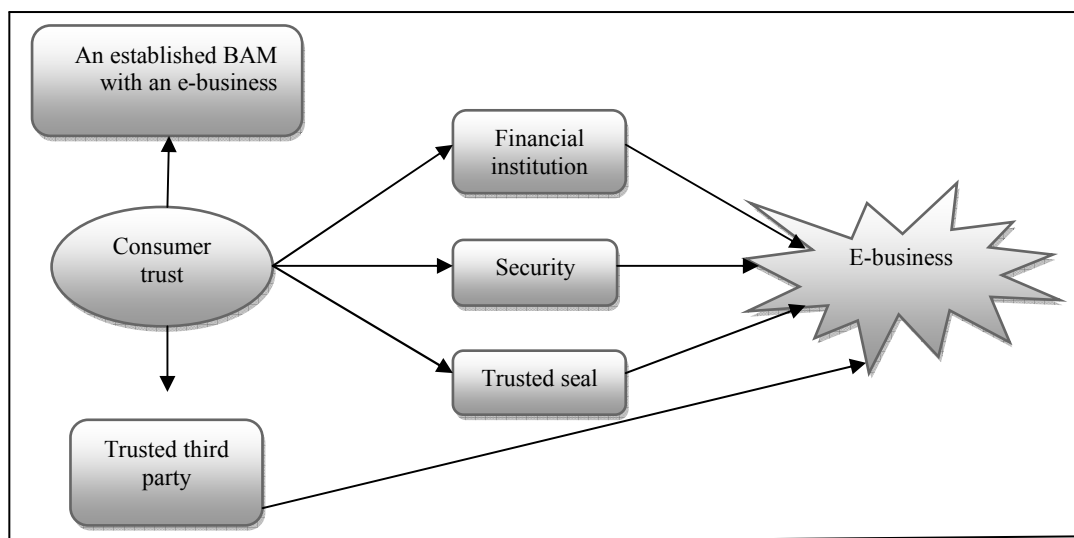 An established BAM
with an e-business
Financial
institution
Consumer
trust
Security
E-business
Trusted seal
Trusted third
party